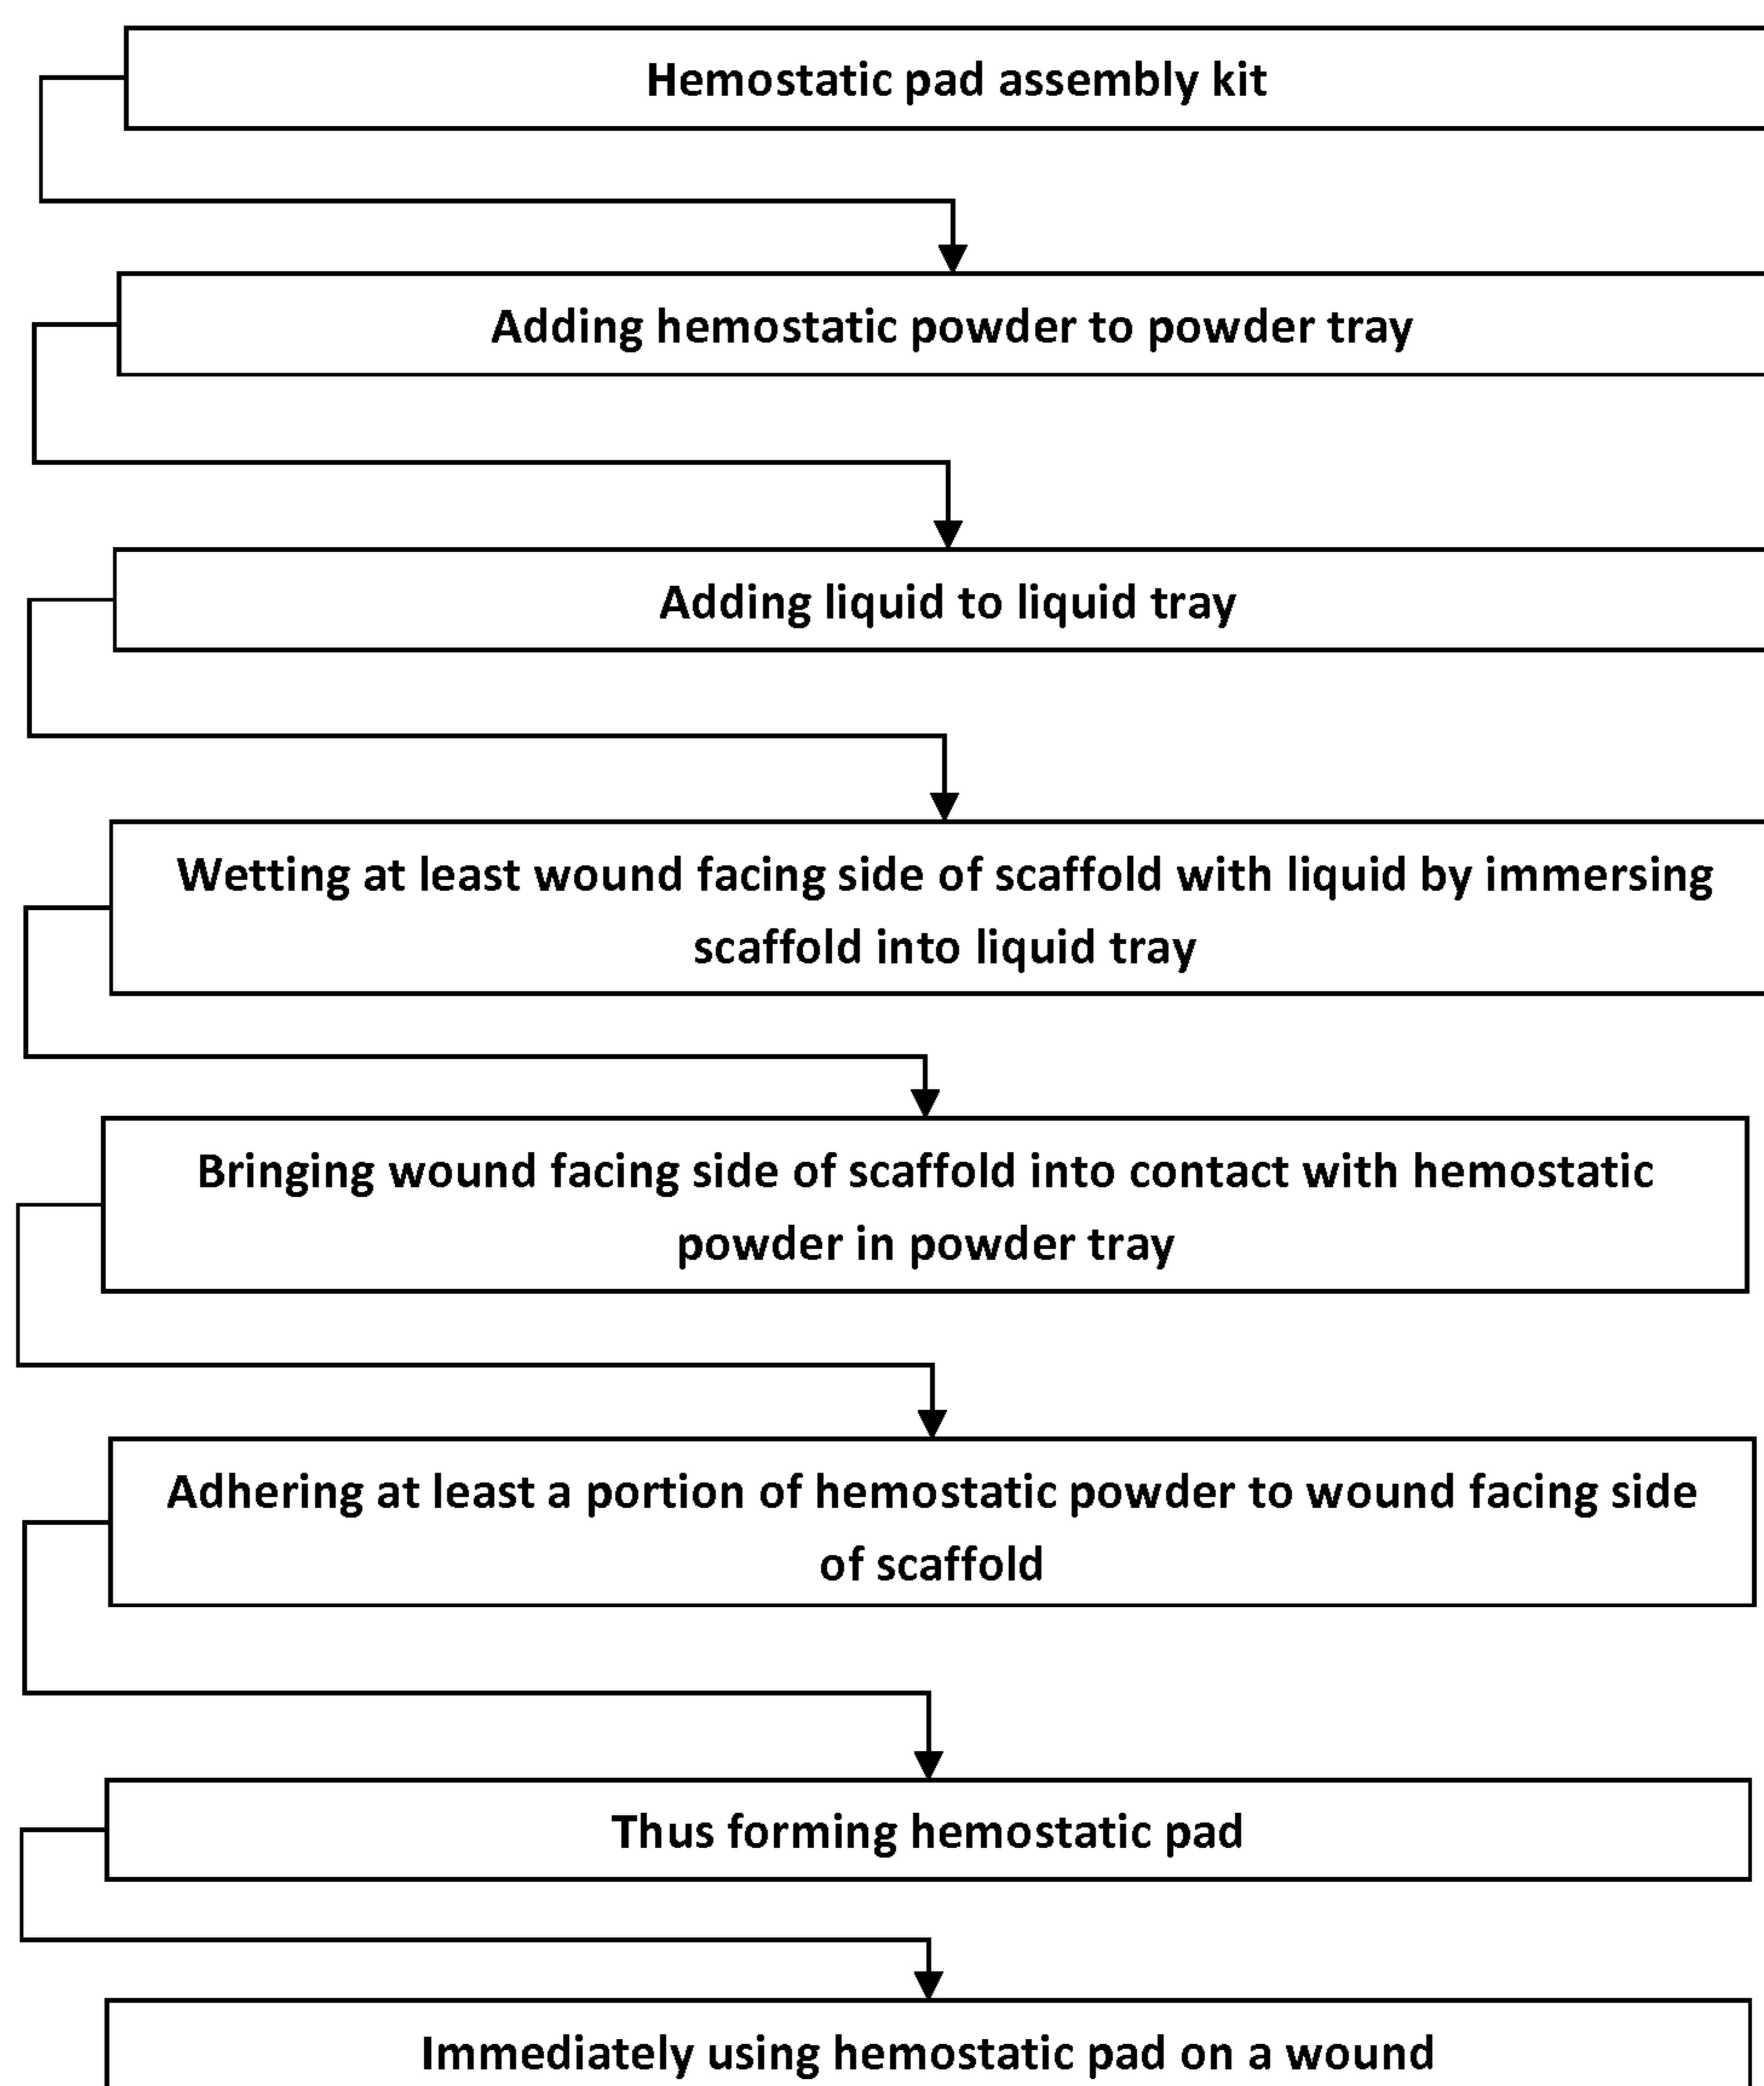 Hemostatic pad assembly kit
Adding hemostatic powder to powder tray
Adding liquid to liquid tray
Wetting at least wound facing side of scaffold with liquid by immersing
scaffold into liquid tray
Bringing wound facing side of scaffold into contact with hemostatic
powder in powder tray
Adhering at least a portion of hemostatic powder to wound facing side
of scaffold
Thus forming hemostatic pad
Immediately using hemostatic pad on a wound